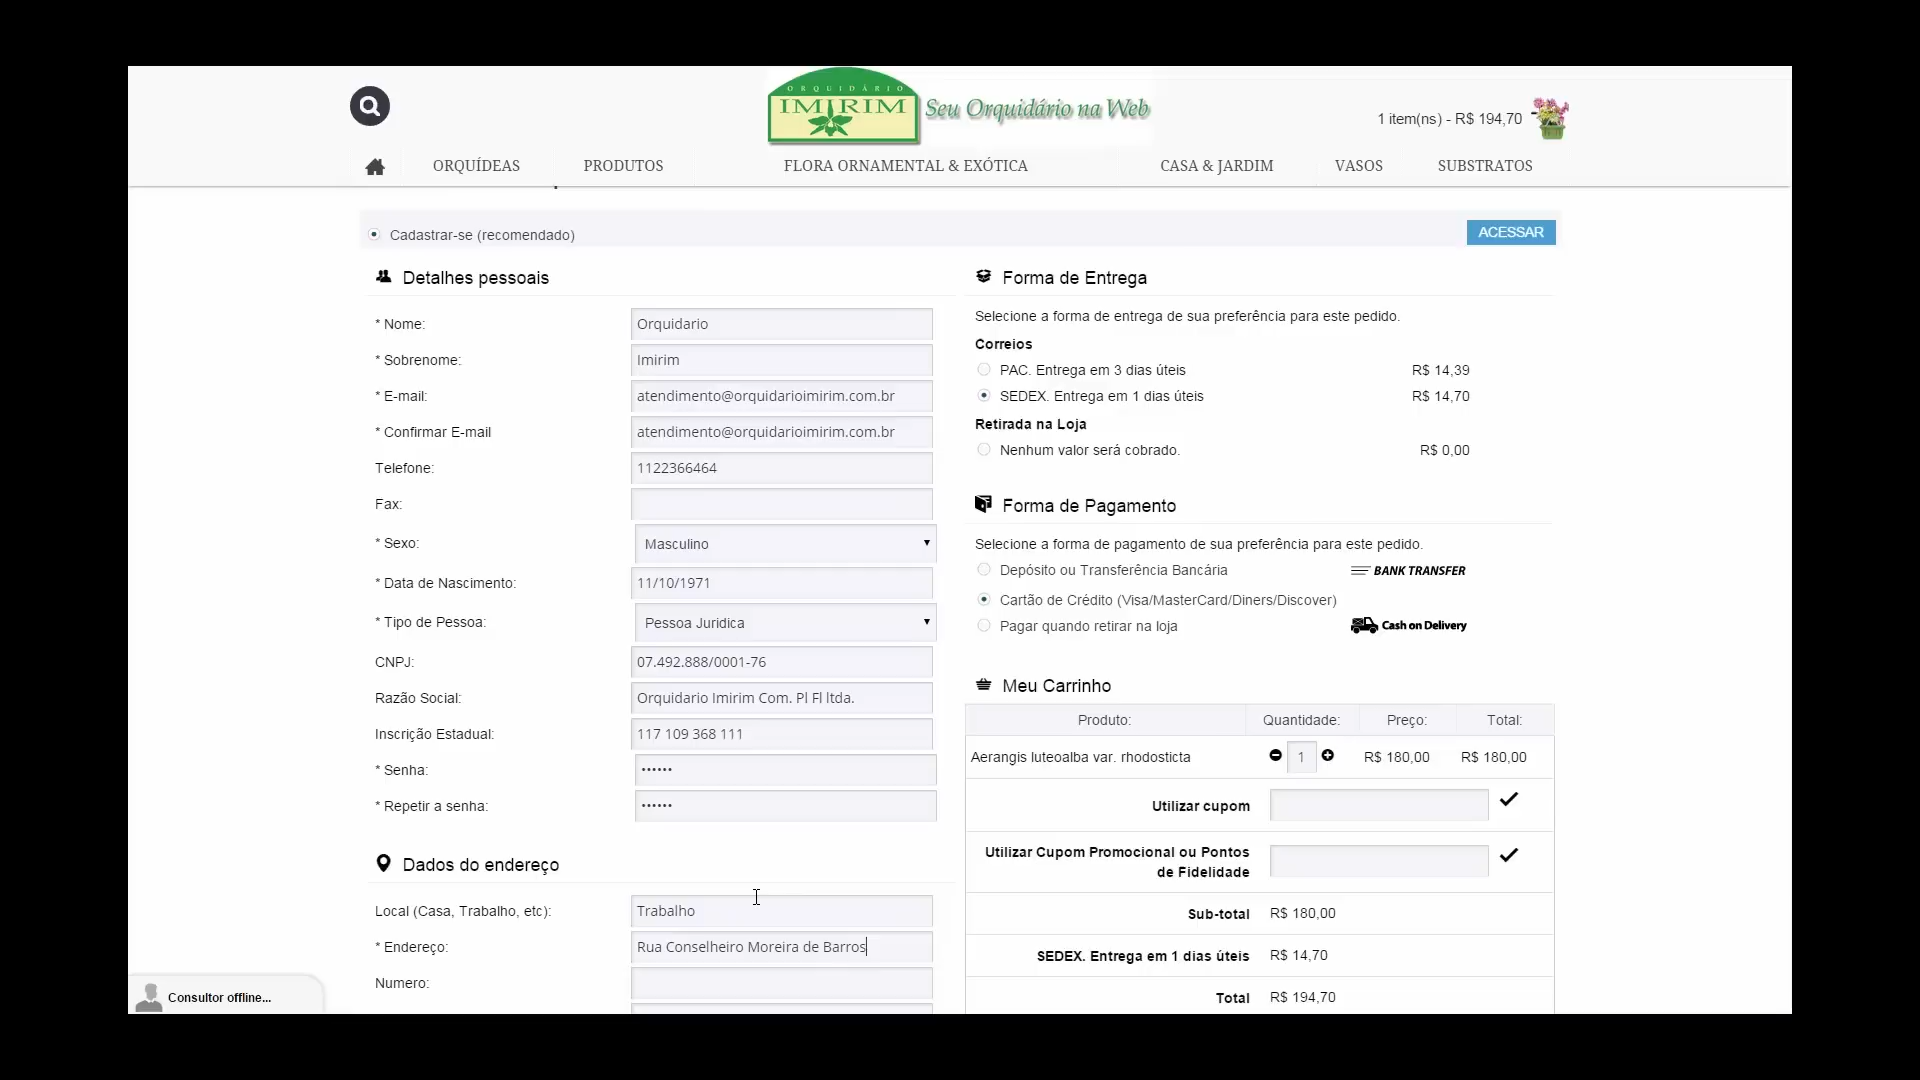 ORQUIDÁRIO
IMIRIM
Seu Orquidário na Web
1 item(ns) - R$ 194,70
ORQUÍDEAS PRODUTOS FLORA ORNAMENTAL & EXÓTICA CASA & JARDIM VASOS SUBSTRATOS
Cadastrar-se (recomendado)
ACESSAR
Detalhes pessoais
* Nome: Orquidario
* Sobrenome: Imirim
* E-mail: atendimento@orquidarioimirim.com.br
* Confirmar E-mail atendimento@orquidarioimirim.com.br
Telefone: 1122366464
Fax:
* Sexo: Masculino
* Data de Nascimento: 11/10/1971
* Tipo de Pessoa: Pessoa Juridica
CNPJ: 07.492.888/0001-76
Razão Social: Orquidario Imirim Com. Pl Fl ltda.
Inscrição Estadual: 117 109 368 111
* Senha: ••••••
* Repetir a senha: ••••••
Dados do endereço
Local (Casa, Trabalho, etc): Trabalho
* Endereço: Rua Conselheiro Moreira de Barros
Numero:
Forma de Entrega
Selecione a forma de entrega de sua preferência para este pedido.
Correios
PAC. Entrega em 3 dias úteis R$ 14,39
SEDEX. Entrega em 1 dias úteis R$ 14,70
Retirada na Loja
Nenhum valor será cobrado. R$ 0,00
Forma de Pagamento
Selecione a forma de pagamento de sua preferência para este pedido.
Depósito ou Transferência Bancária BANK TRANSFER
Cartão de Crédito (Visa/MasterCard/Diners/Discover)
Pagar quando retirar na loja Cash on Delivery
Meu Carrinho
Produto: Quantidade: Preço: Total:
Aerangis luteoalba var. rhodosticta 1 R$ 180,00 R$ 180,00
Utilizar cupom
Utilizar Cupom Promocional ou Pontos
de Fidelidade
Sub-total R$ 180,00
SEDEX. Entrega em 1 dias úteis R$ 14,70
Total R$ 194,70
Consultor offline...